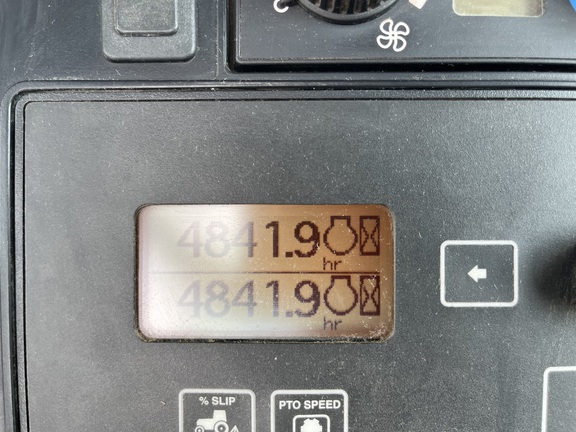 4841.9
hr
4841.9
hr
% SLIP
PTO SPEED